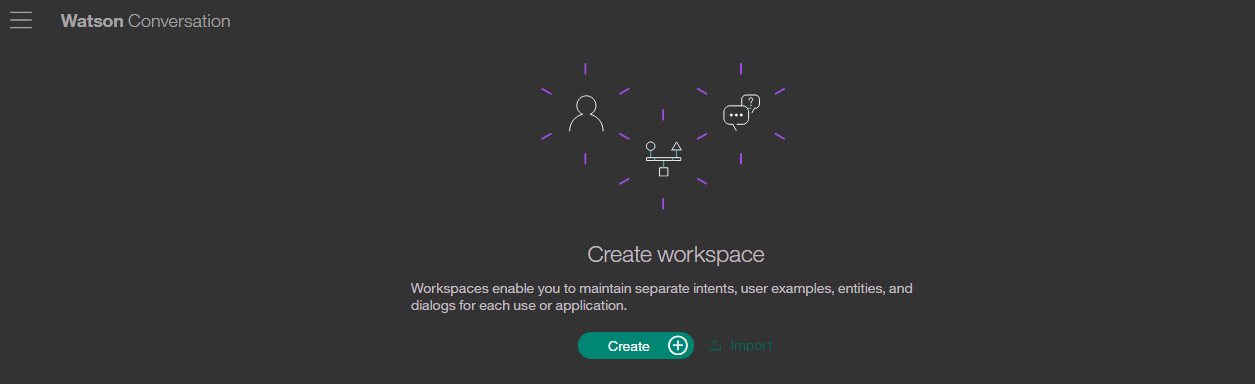 Watson Conversation
?
Create workspace
Workspaces enable you to maintain separate intents, user examples, entities, and
dialogs for each use or application.
Create
Import